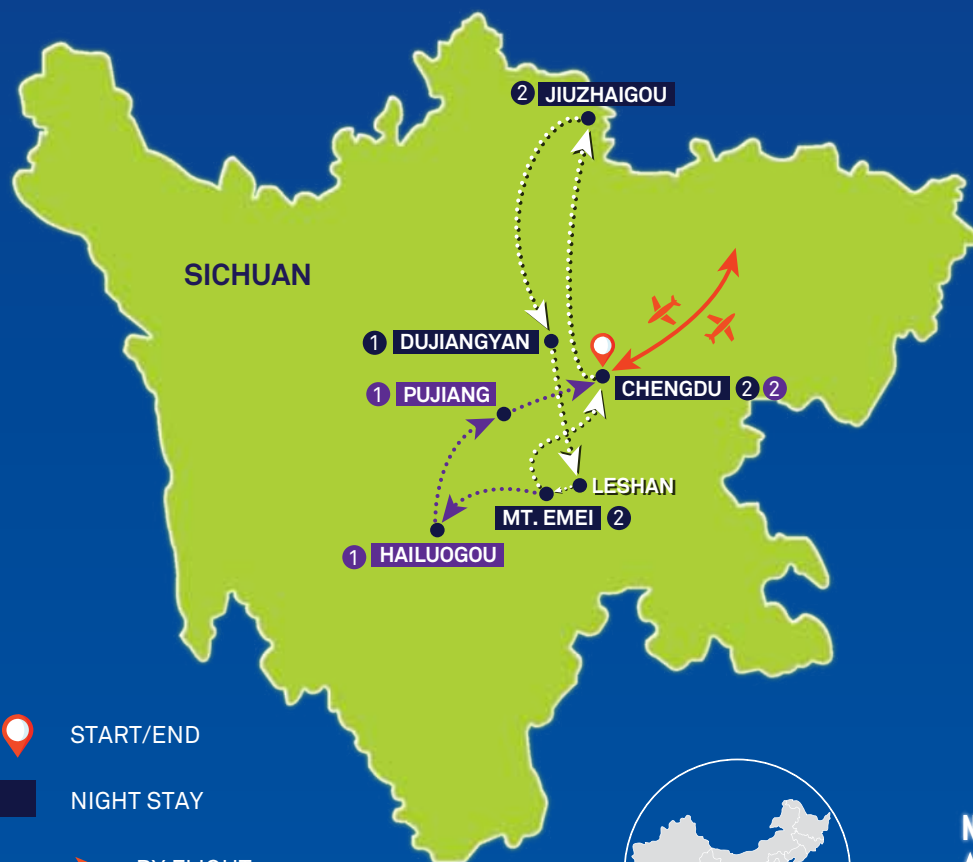 2 JIUZHAIGOU
SICHUAN
1 DUJIANGYAN
1 PUJIANG
CHENGDU 2 2
LESHAN
MT. EMEI 2
1 HAILUOGOU
START/END
NIGHT STAY